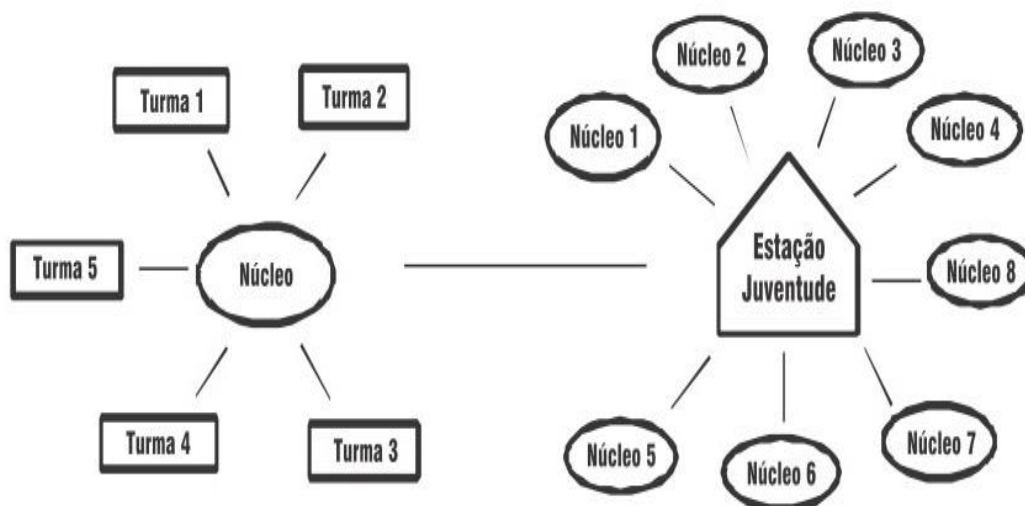 Turma 1
Turma 2
Turma 5
Núcleo
Turma 4
Turma 3
Núcleo 2
Núcleo 3
Núcleo 1
Núcleo 4
Estação
Juventude
Núcleo 8
Núcleo 5
Núcleo 6
Núcleo 7